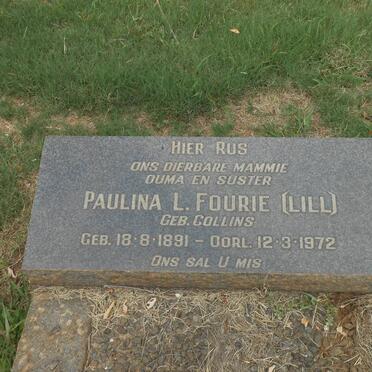 HIER RUS
ONS DIERBARE MAMMIE
OUMA EN SUSTER
PAULINA L. FOURIE (LILL)
GEB. COLLINS
GEB. 18-8-1891 - OORL. 12-3-1972
ONS SAL U MIS